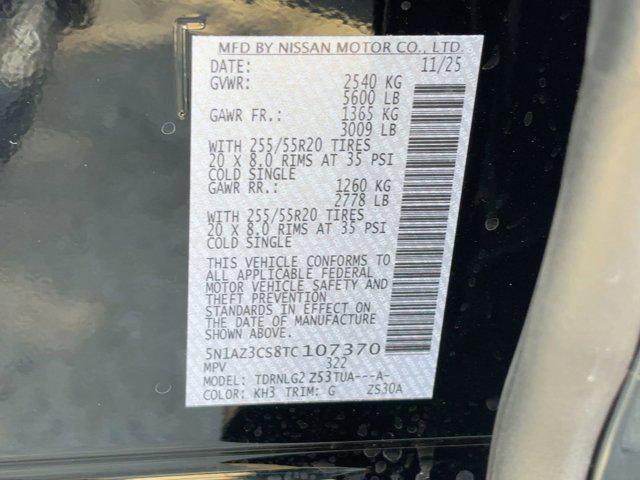 MFD BY NISSAN MOTOR CO., LTD.
DATE: 11/25
GVWR: 2540 KG
5600 LB
GAWR FR.: 1365 KG
3009 LB
WITH 255/55R20 TIRES
20 X 8.0 RIMS AT 35 PSI
COLD SINGLE
GAWR RR.: 1260 KG
2778 LB
WITH 255/55R20 TIRES
20 X 8.0 RIMS AT 35 PSI
COLD SINGLE
THIS VEHICLE CONFORMS TO
ALL APPLICABLE FEDERAL
MOTOR VEHICLE SAFETY AND
THEFT PREVENTION
STANDARDS IN EFFECT ON
THE DATE OF MANUFACTURE
SHOWN ABOVE.
5N1AZ3CS8TC107370
MPV 322
MODEL: TDRNLG2 Z53TUA---A-
COLOR: KH3 TRIM: G ZS30A